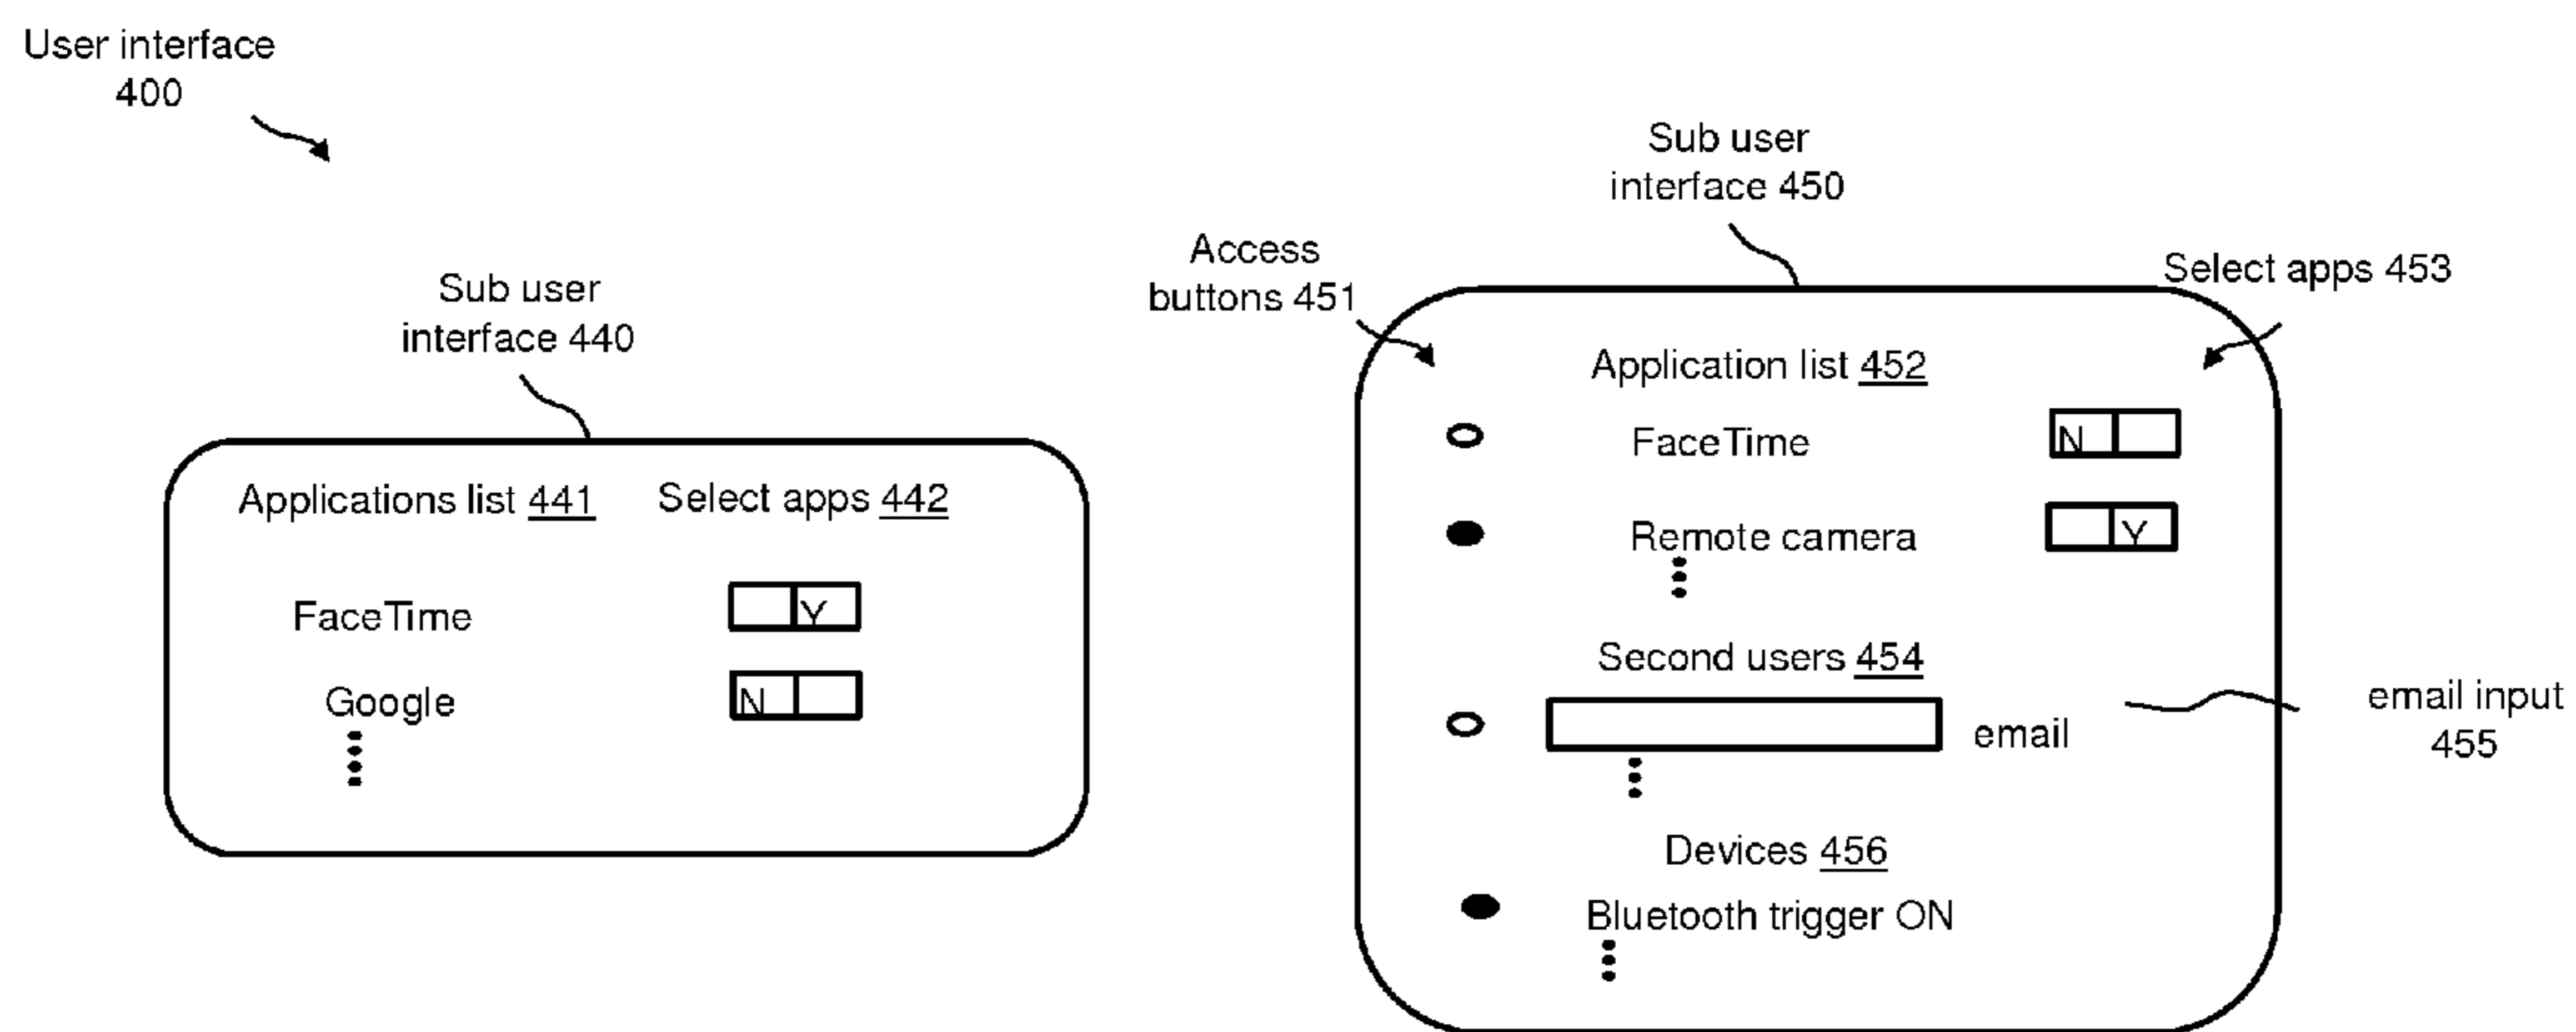 User interface
400
Sub user
interface 440
Applications list 441 Select apps 442
FaceTime Y
Google N
Sub user
interface 450
Access
buttons 451
Select apps 453
Application list 452
FaceTime N
Remote camera Y
Second users 454
email
email input
455
Devices 456
Bluetooth trigger ON